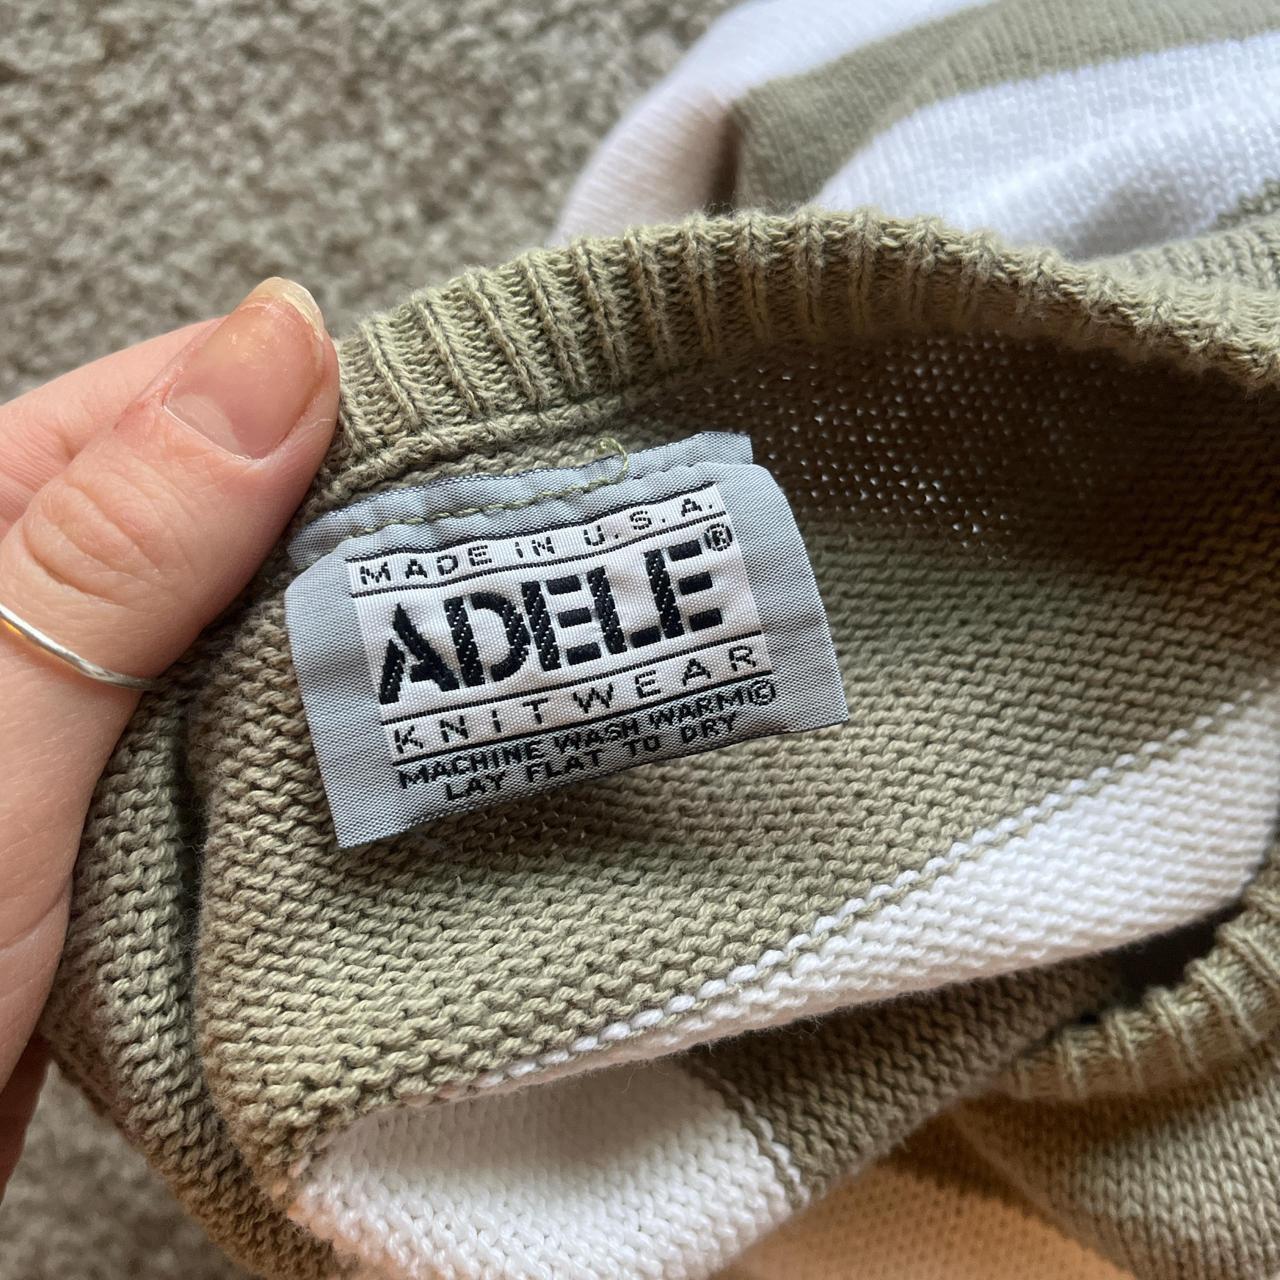 MADE iN U.S.A.
ADELE®
KNiTWEAR
MACHINE WASH WARM©
LAY FLAT TO DRY